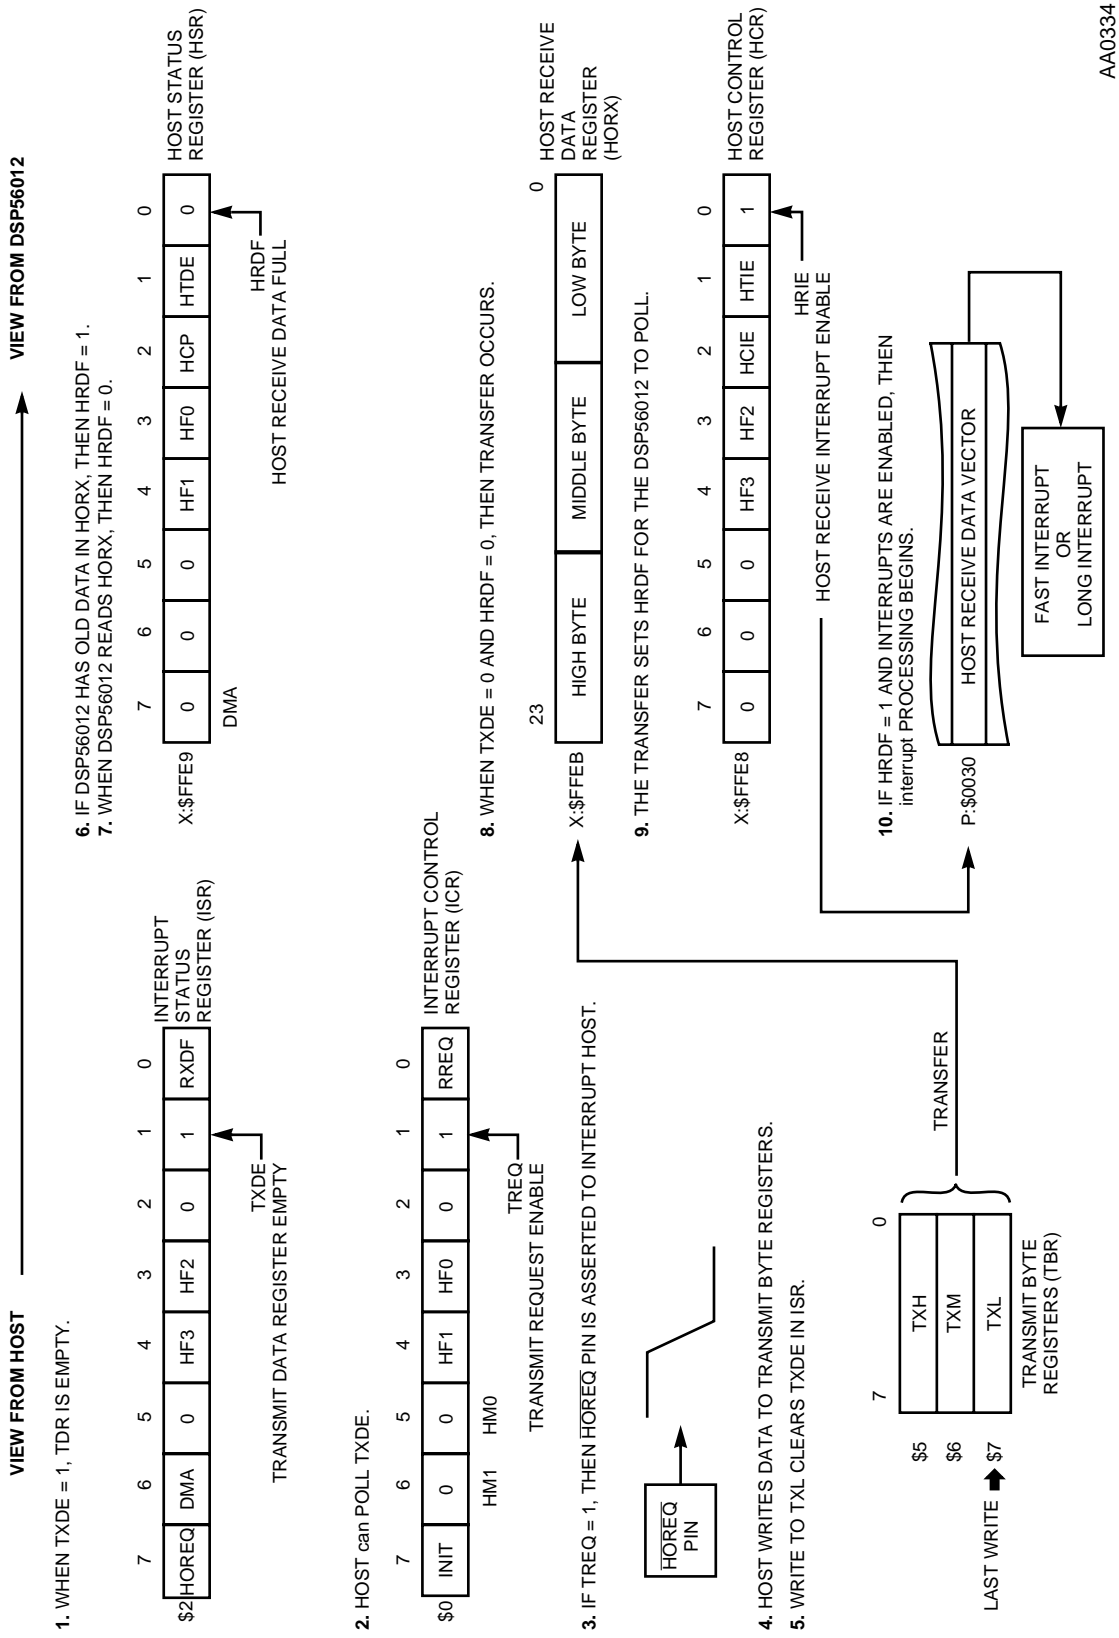 VIEW FROM HOST
VIEW FROM DSP56012
1. WHEN TXDE = 1, TDR IS EMPTY.
7 6 5 4 3 2 1 0
$2 HOREQ DMA 0 HF3 HF2 0 1 RXDF
INTERRUPT
STATUS
REGISTER (ISR)
TXDE
TRANSMIT DATA REGISTER EMPTY
2. HOST can POLL TXDE.
7 6 5 4 3 2 1 0
$0 INIT 0 0 HF1 HF0 0 1 RREQ
INTERRUPT CONTROL
REGISTER (ICR)
HM1 HM0
TREQ
TRANSMIT REQUEST ENABLE
3. IF TREQ = 1, THEN HOREQ PIN IS ASSERTED TO INTERRUPT HOST.
HOREQ
PIN
4. HOST WRITES DATA TO TRANSMIT BYTE REGISTERS.
5. WRITE TO TXL CLEARS TXDE IN ISR.
7 0
$5 TXH
$6 TXM
LAST WRITE $7 TXL
TRANSMIT BYTE
REGISTERS (TBR)
TRANSFER
6. IF DSP56012 HAS OLD DATA IN HORX, THEN HRDF = 1.
7. WHEN DSP56012 READS HORX, THEN HRDF = 0.
7 6 5 4 3 2 1 0
X:$FFE9 0 0 0 HF1 HF0 HCP HTDE 0
HOST STATUS
REGISTER (HSR)
DMA
HRDF
HOST RECEIVE DATA FULL
8. WHEN TXDE = 0 AND HRDF = 0, THEN TRANSFER OCCURS.
23 0
X:$FFEB HIGH BYTE MIDDLE BYTE LOW BYTE
HOST RECEIVE
DATA
REGISTER
(HORX)
9. THE TRANSFER SETS HRDF FOR THE DSP56012 TO POLL.
7 6 5 4 3 2 1 0
X:$FFE8 0 0 0 HF3 HF2 HCIE HTIE 1
HOST CONTROL
REGISTER (HCR)
HRIE
HOST RECEIVE INTERRUPT ENABLE
10. IF HRDF = 1 AND INTERRUPTS ARE ENABLED, THEN
interrupt PROCESSING BEGINS.
P:$0030 HOST RECEIVE DATA VECTOR
FAST INTERRUPT
OR
LONG INTERRUPT
AA0334